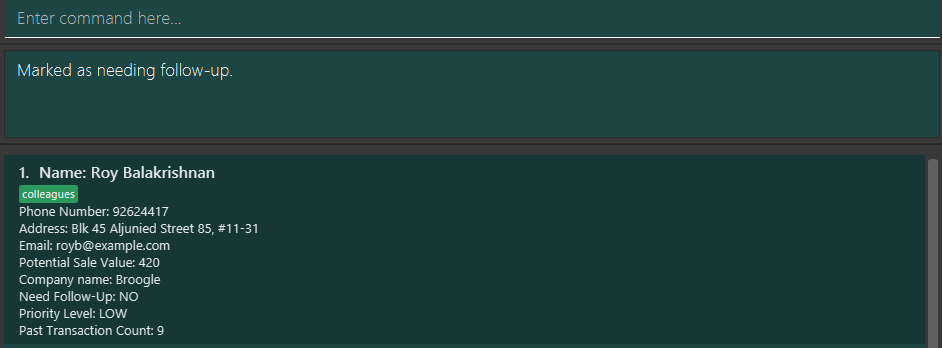 Enter command here...
Marked as needing follow-up.
1. Name: Roy Balakrishnan
colleagues
Phone Number: 92624417
Address: Blk 45 Aljunied Street 85, #11-31
Email: royb@example.com
Potential Sale Value: 420
Company name: Broogle
Need Follow-Up: NO
Priority Level: LOW
Past Transaction Count: 9